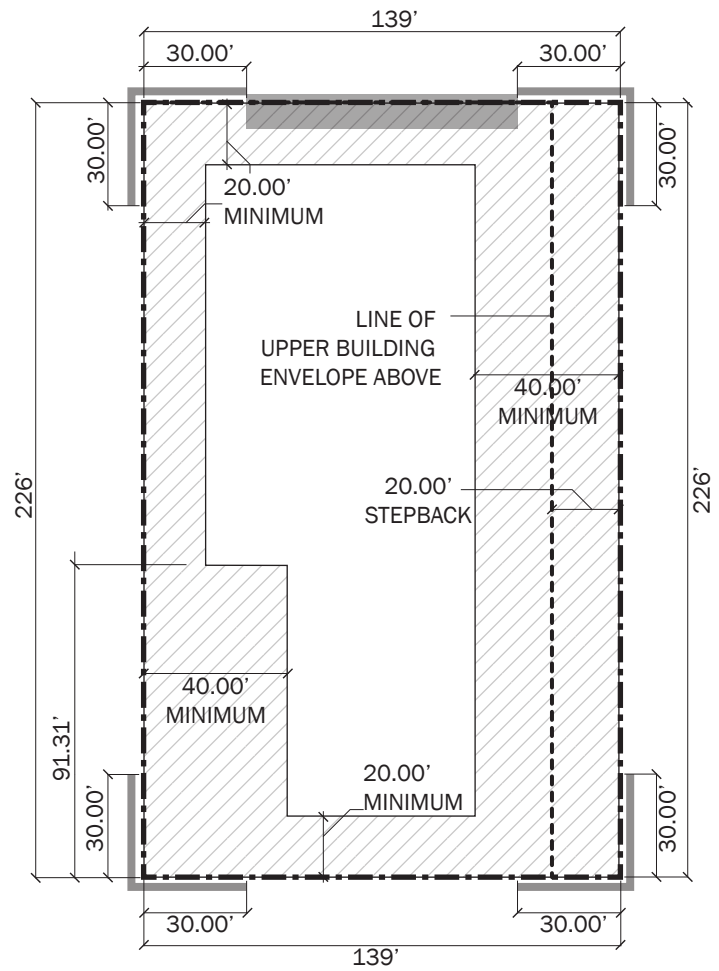 139’
30.00’
30.00’
30.00’
30.00’
20.00’
MINIMUM
LINE OF
UPPER BUILDING
ENVELOPE ABOVE
40.00’
MINIMUM
226’
20.00’
STEPBACK
226’
40.00’
MINIMUM
91.31’
20.00’
MINIMUM
30.00’
30.00’
30.00’
30.00’
139’